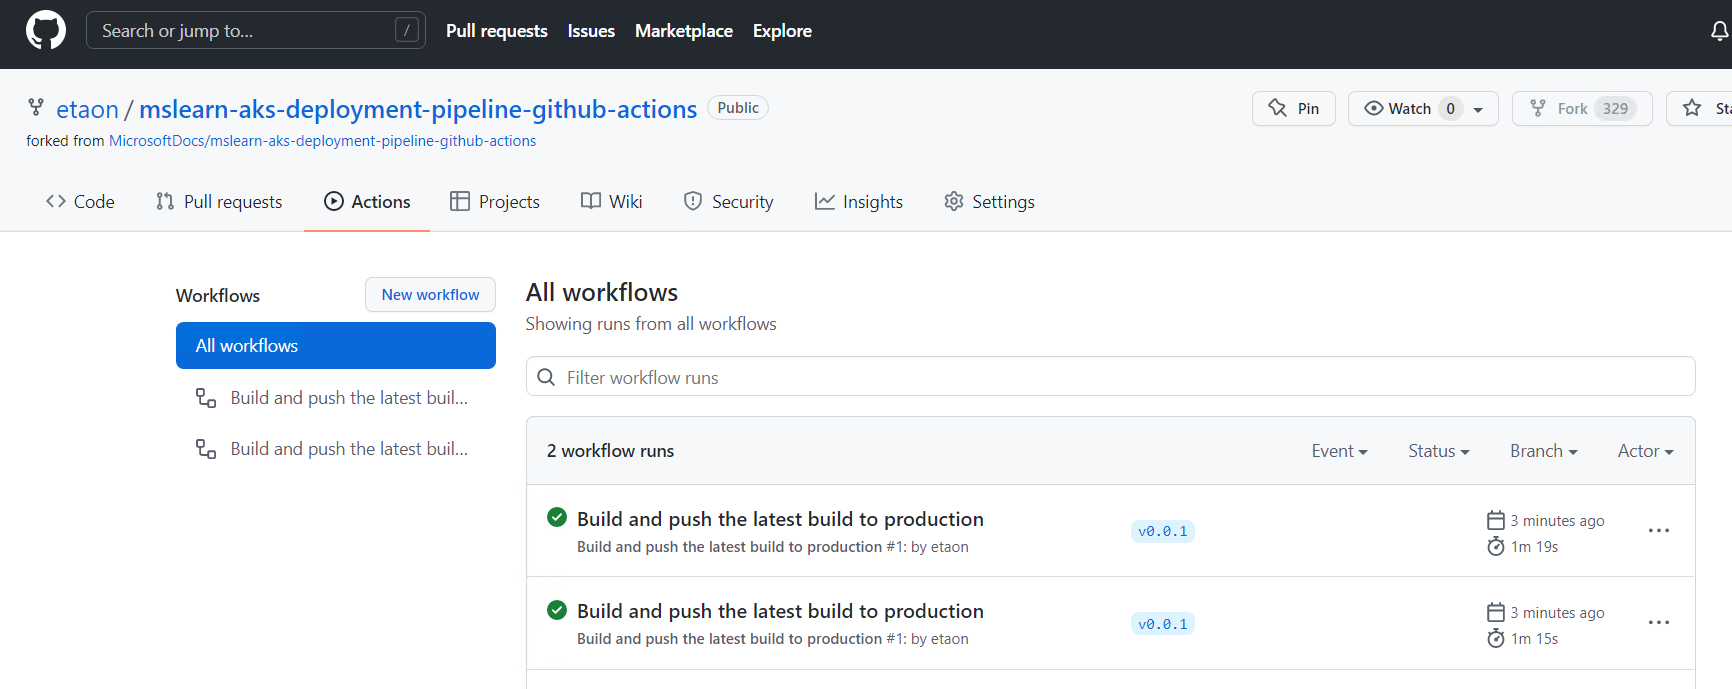 Search or jump to... / Pull requests Issues Marketplace Explore
etaon / mslearn-aks-deployment-pipeline-github-actions Public Pin Watch 0 Fork 329 Sta
forked from MicrosoftDocs/mslearn-aks-deployment-pipeline-github-actions
Code Pull requests Actions Projects Wiki Security Insights Settings
Workflows New workflow
All workflows
Build and push the latest buil...
Build and push the latest buil...
All workflows
Showing runs from all workflows
Filter workflow runs
2 workflow runs Event Status Branch Actor
Build and push the latest build to production v0.0.1 3 minutes ago
Build and push the latest build to production #1: by etaon 1m 19s
Build and push the latest build to production v0.0.1 3 minutes ago
Build and push the latest build to production #1: by etaon 1m 15s